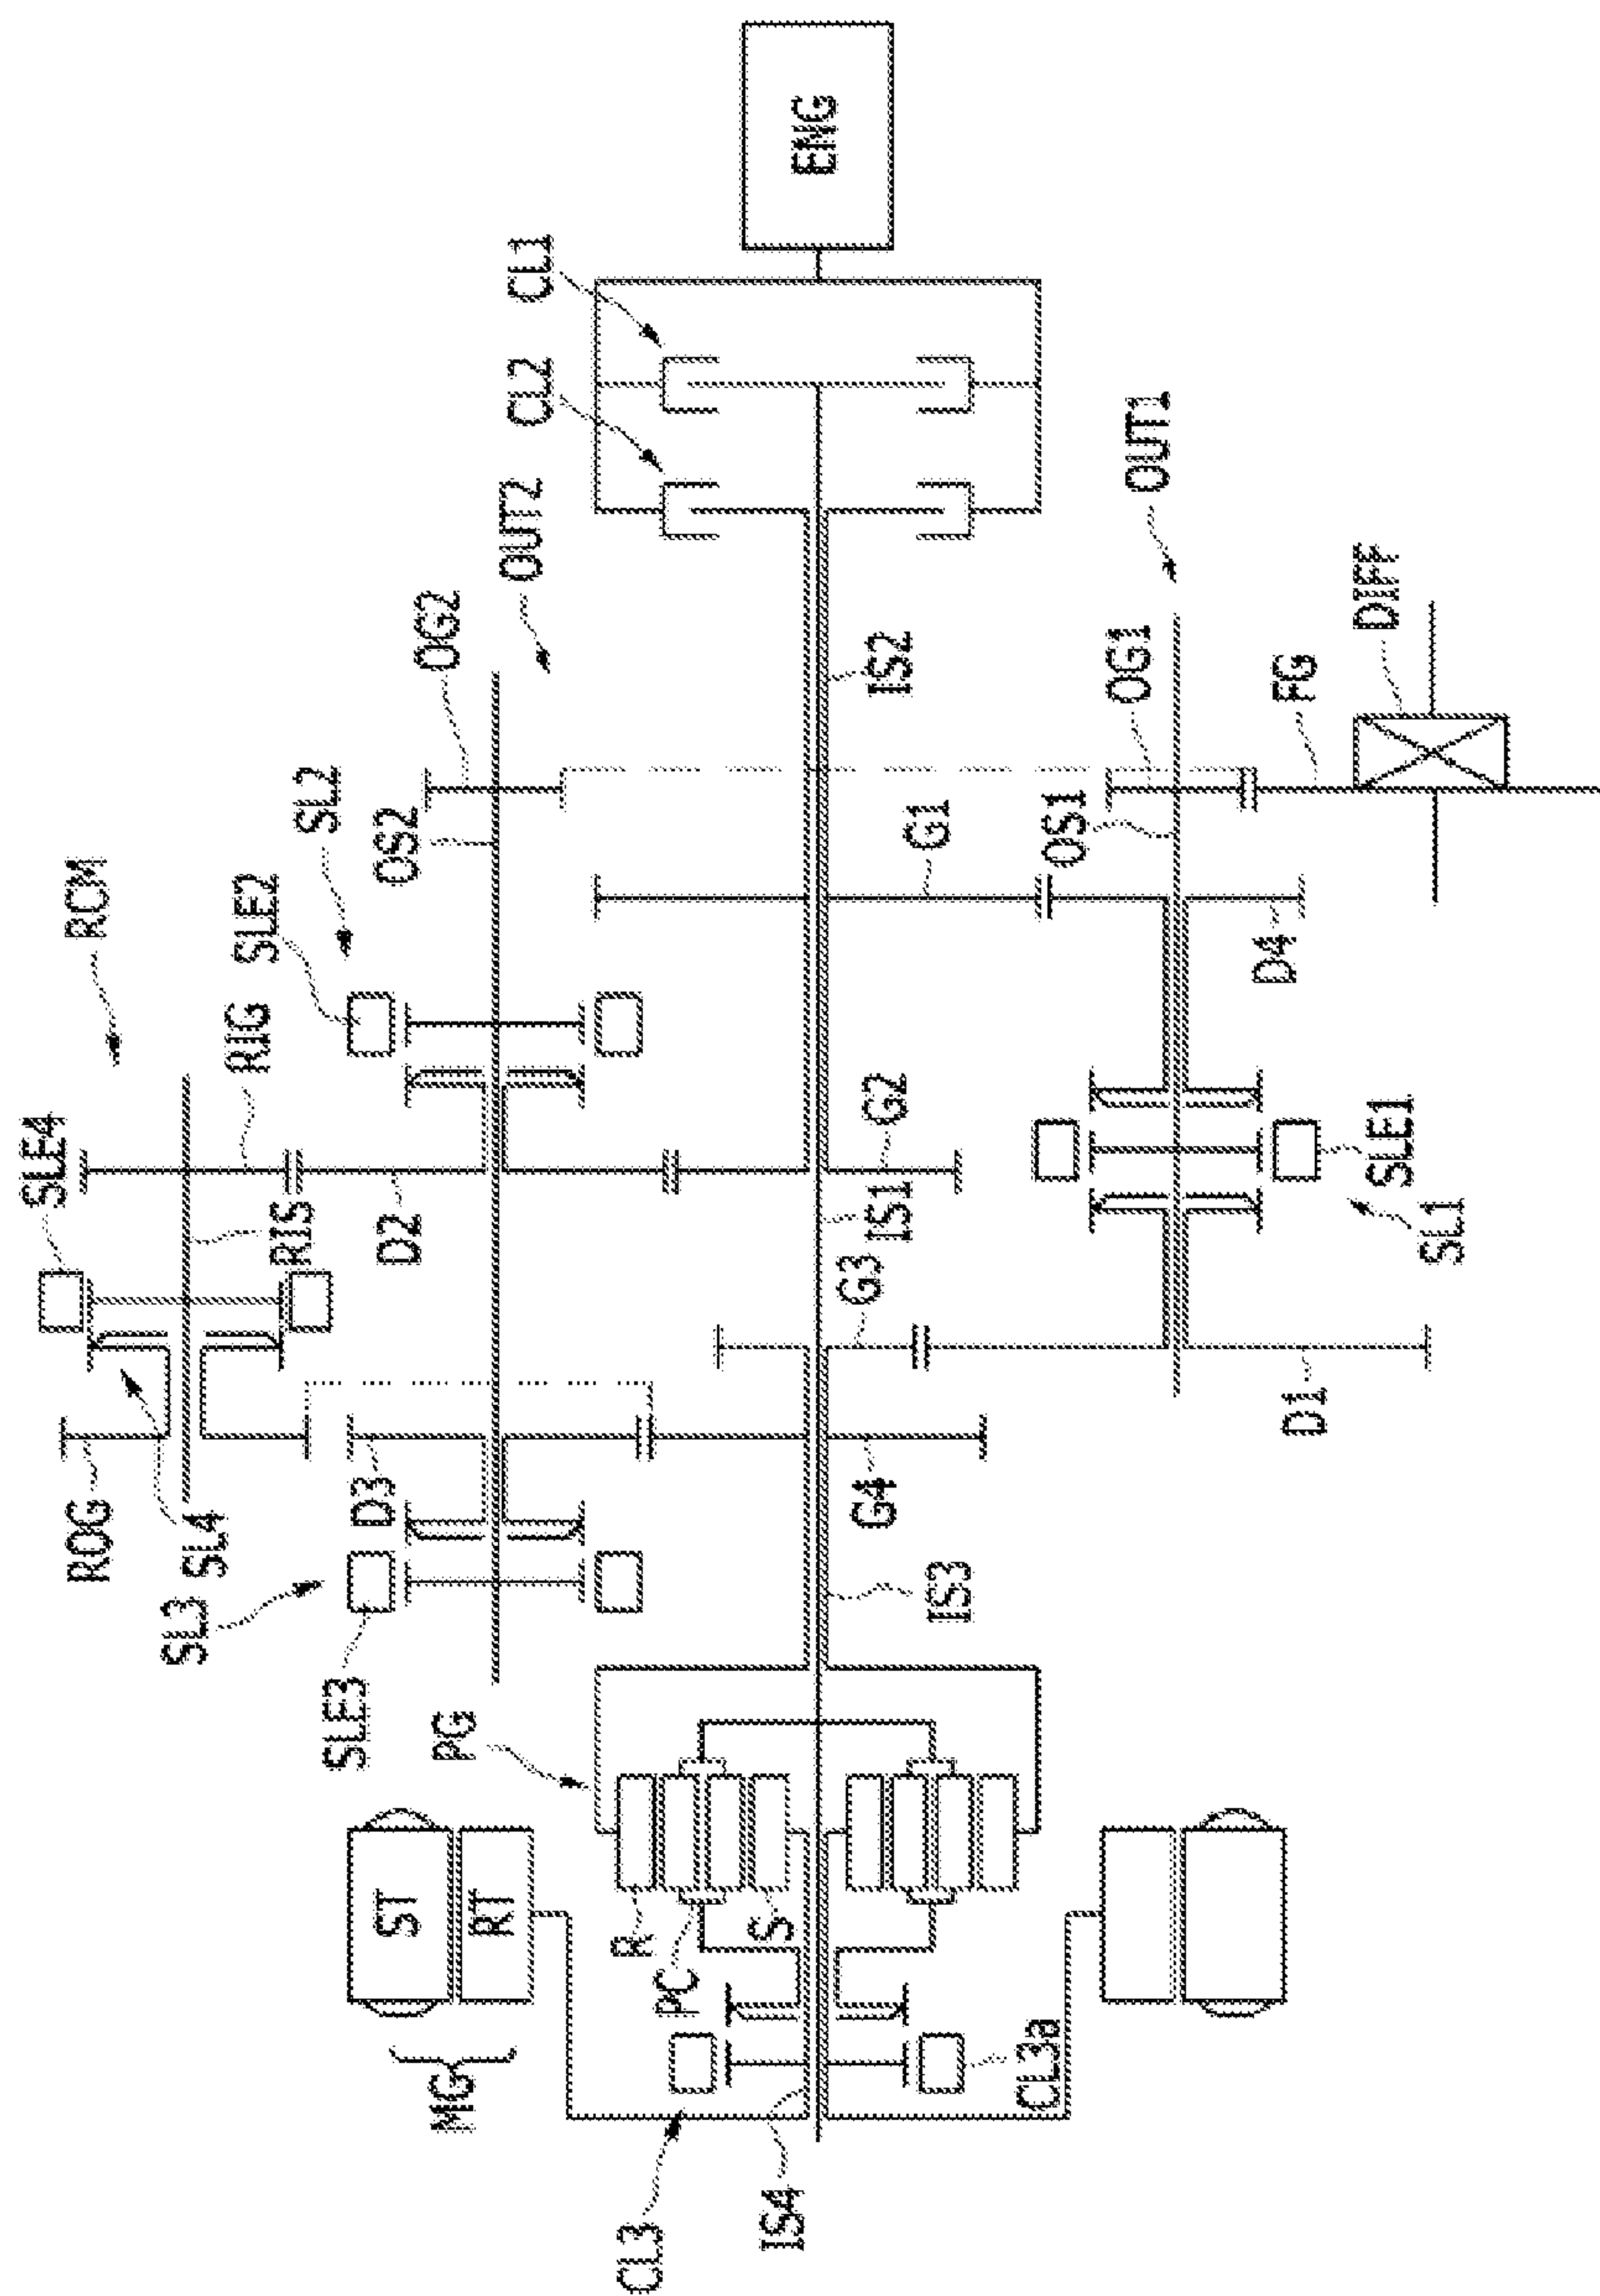 ENG
CL1
CL2
OUT2
OUT1
OG2
IS2
OG1
FG
DIFF
SL2
OS2
G1
OS1
RCM
SLE2
D4
RIG
G2
SLE4
SLE1
RIS
D2
IS1
SL1
G3
D1
ROG
SL4
D3
G4
SL3
IS3
SLE3
PG
ST
RT
R
S
PC
MG
CL3a
CL3
IS4